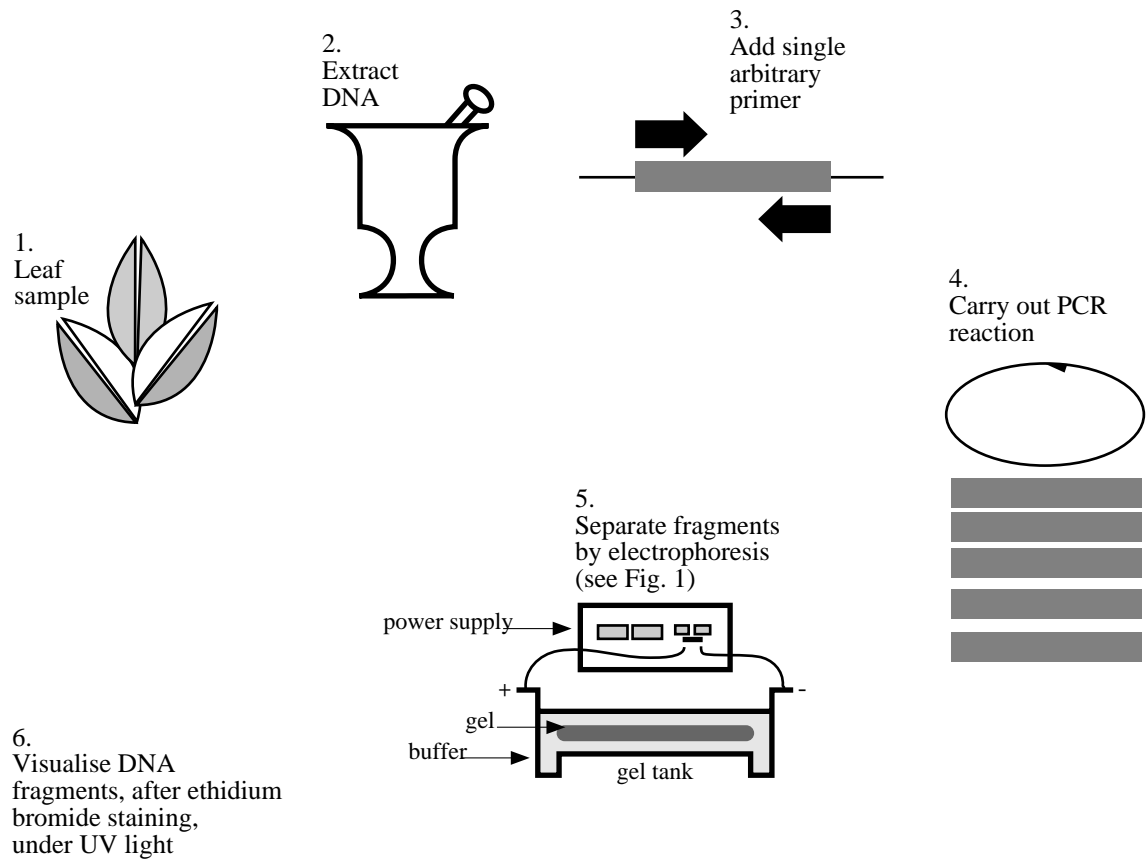 1.
Leaf
sample
2.
Extract
DNA
3.
Add single
arbitrary
primer
4.
Carry out PCR
reaction
5.
Separate fragments
by electrophoresis
(see Fig. 1)
power supply
+
-
gel
buffer
gel tank
6.
Visualise DNA
fragments, after ethidium
bromide staining,
under UV light